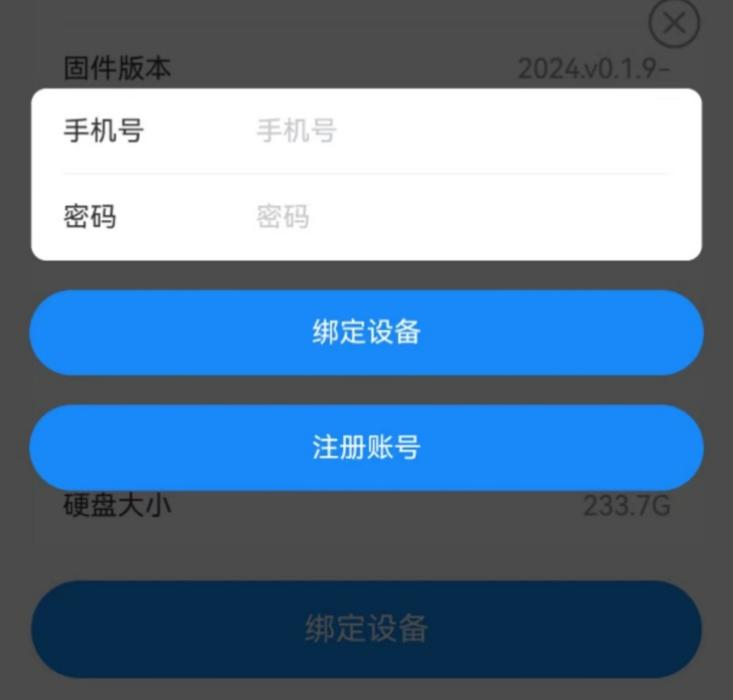 固件版本 2024.v0.1.9-
手机号 手机号
密码 密码
绑定设备
注册账号
硬盘大小 233.7G
绑定设备